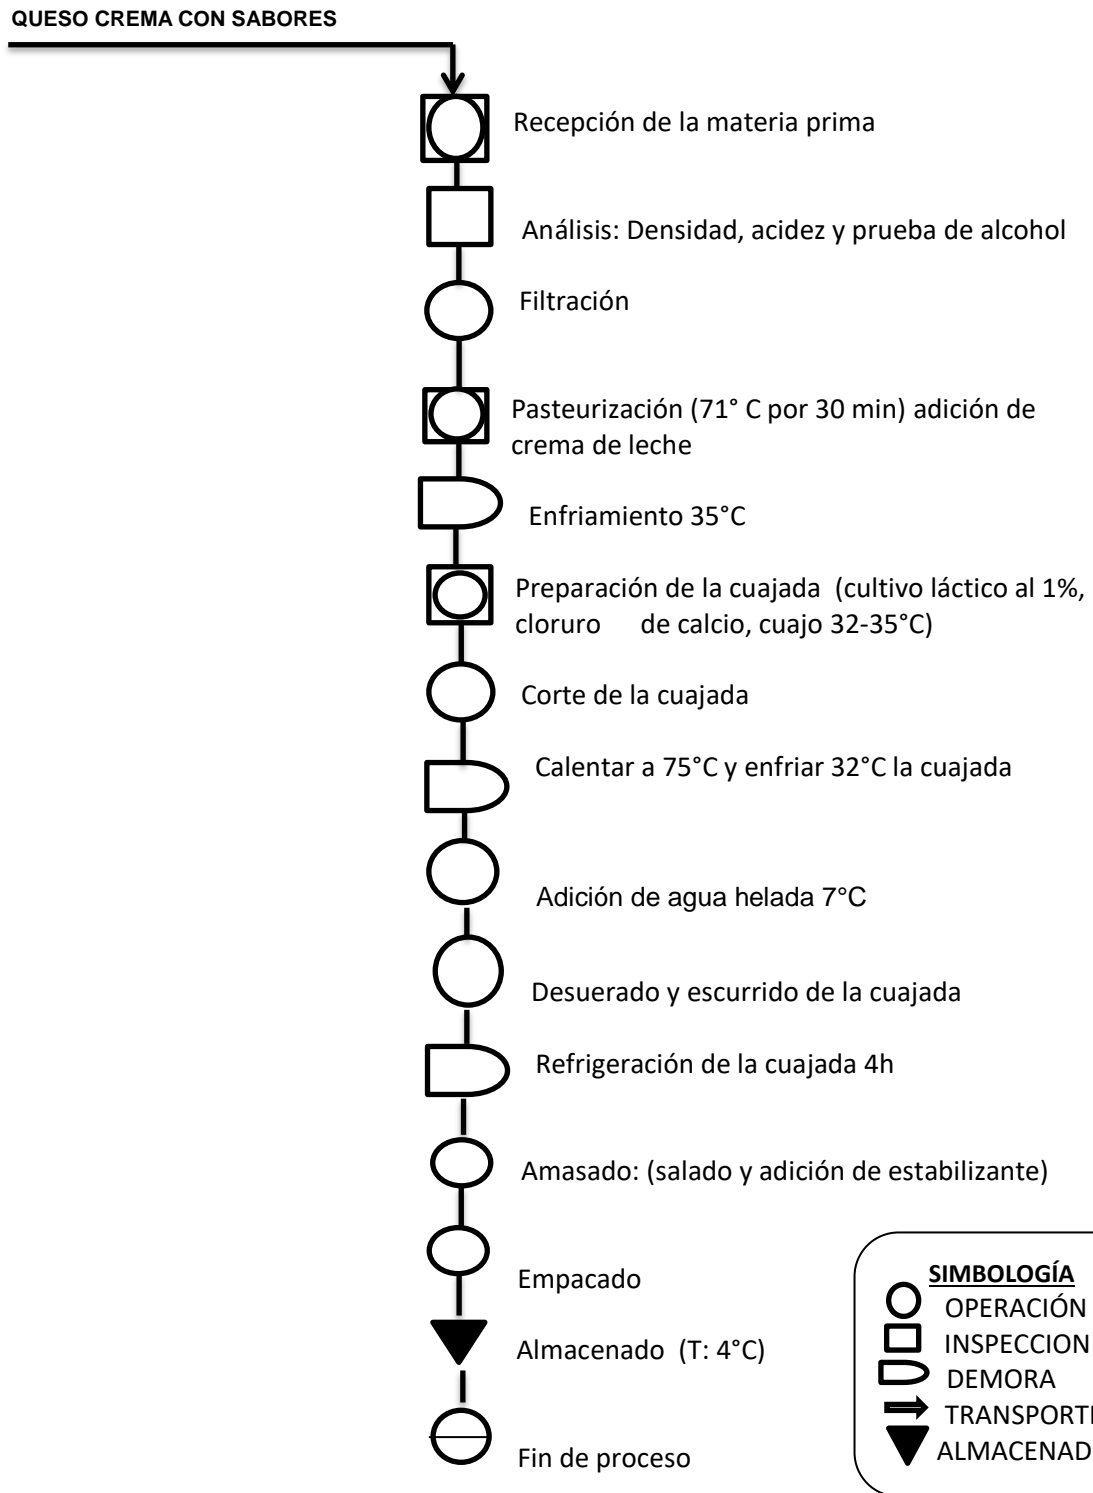 QUESO CREMA CON SABORES
Recepción de la materia prima
Análisis: Densidad, acidez y prueba de alcohol
Filtración
Pasteurización (71° C por 30 min) adición de
crema de leche
Enfriamiento 35°C
Preparación de la cuajada (cultivo láctico al 1%,
cloruro de calcio, cuajo 32-35°C)
Corte de la cuajada
Calentar a 75°C y enfriar 32°C la cuajada
Adición de agua helada 7°C
Desuerado y escurrido de la cuajada
Refrigeración de la cuajada 4h
Amasado: (salado y adición de estabilizante)
Empacado
Almacenado (T: 4°C)
Fin de proceso
SIMBOLOGÍA
OPERACIÓN
INSPECCION
DEMORA
TRANSPORT
ALMACENAD